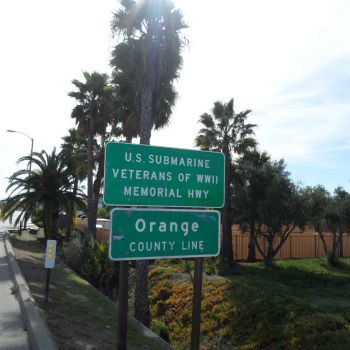 U.S. SUBMARINE
VETERANS OF WWII
MEMORIAL HWY
Orange
COUNTY LINE